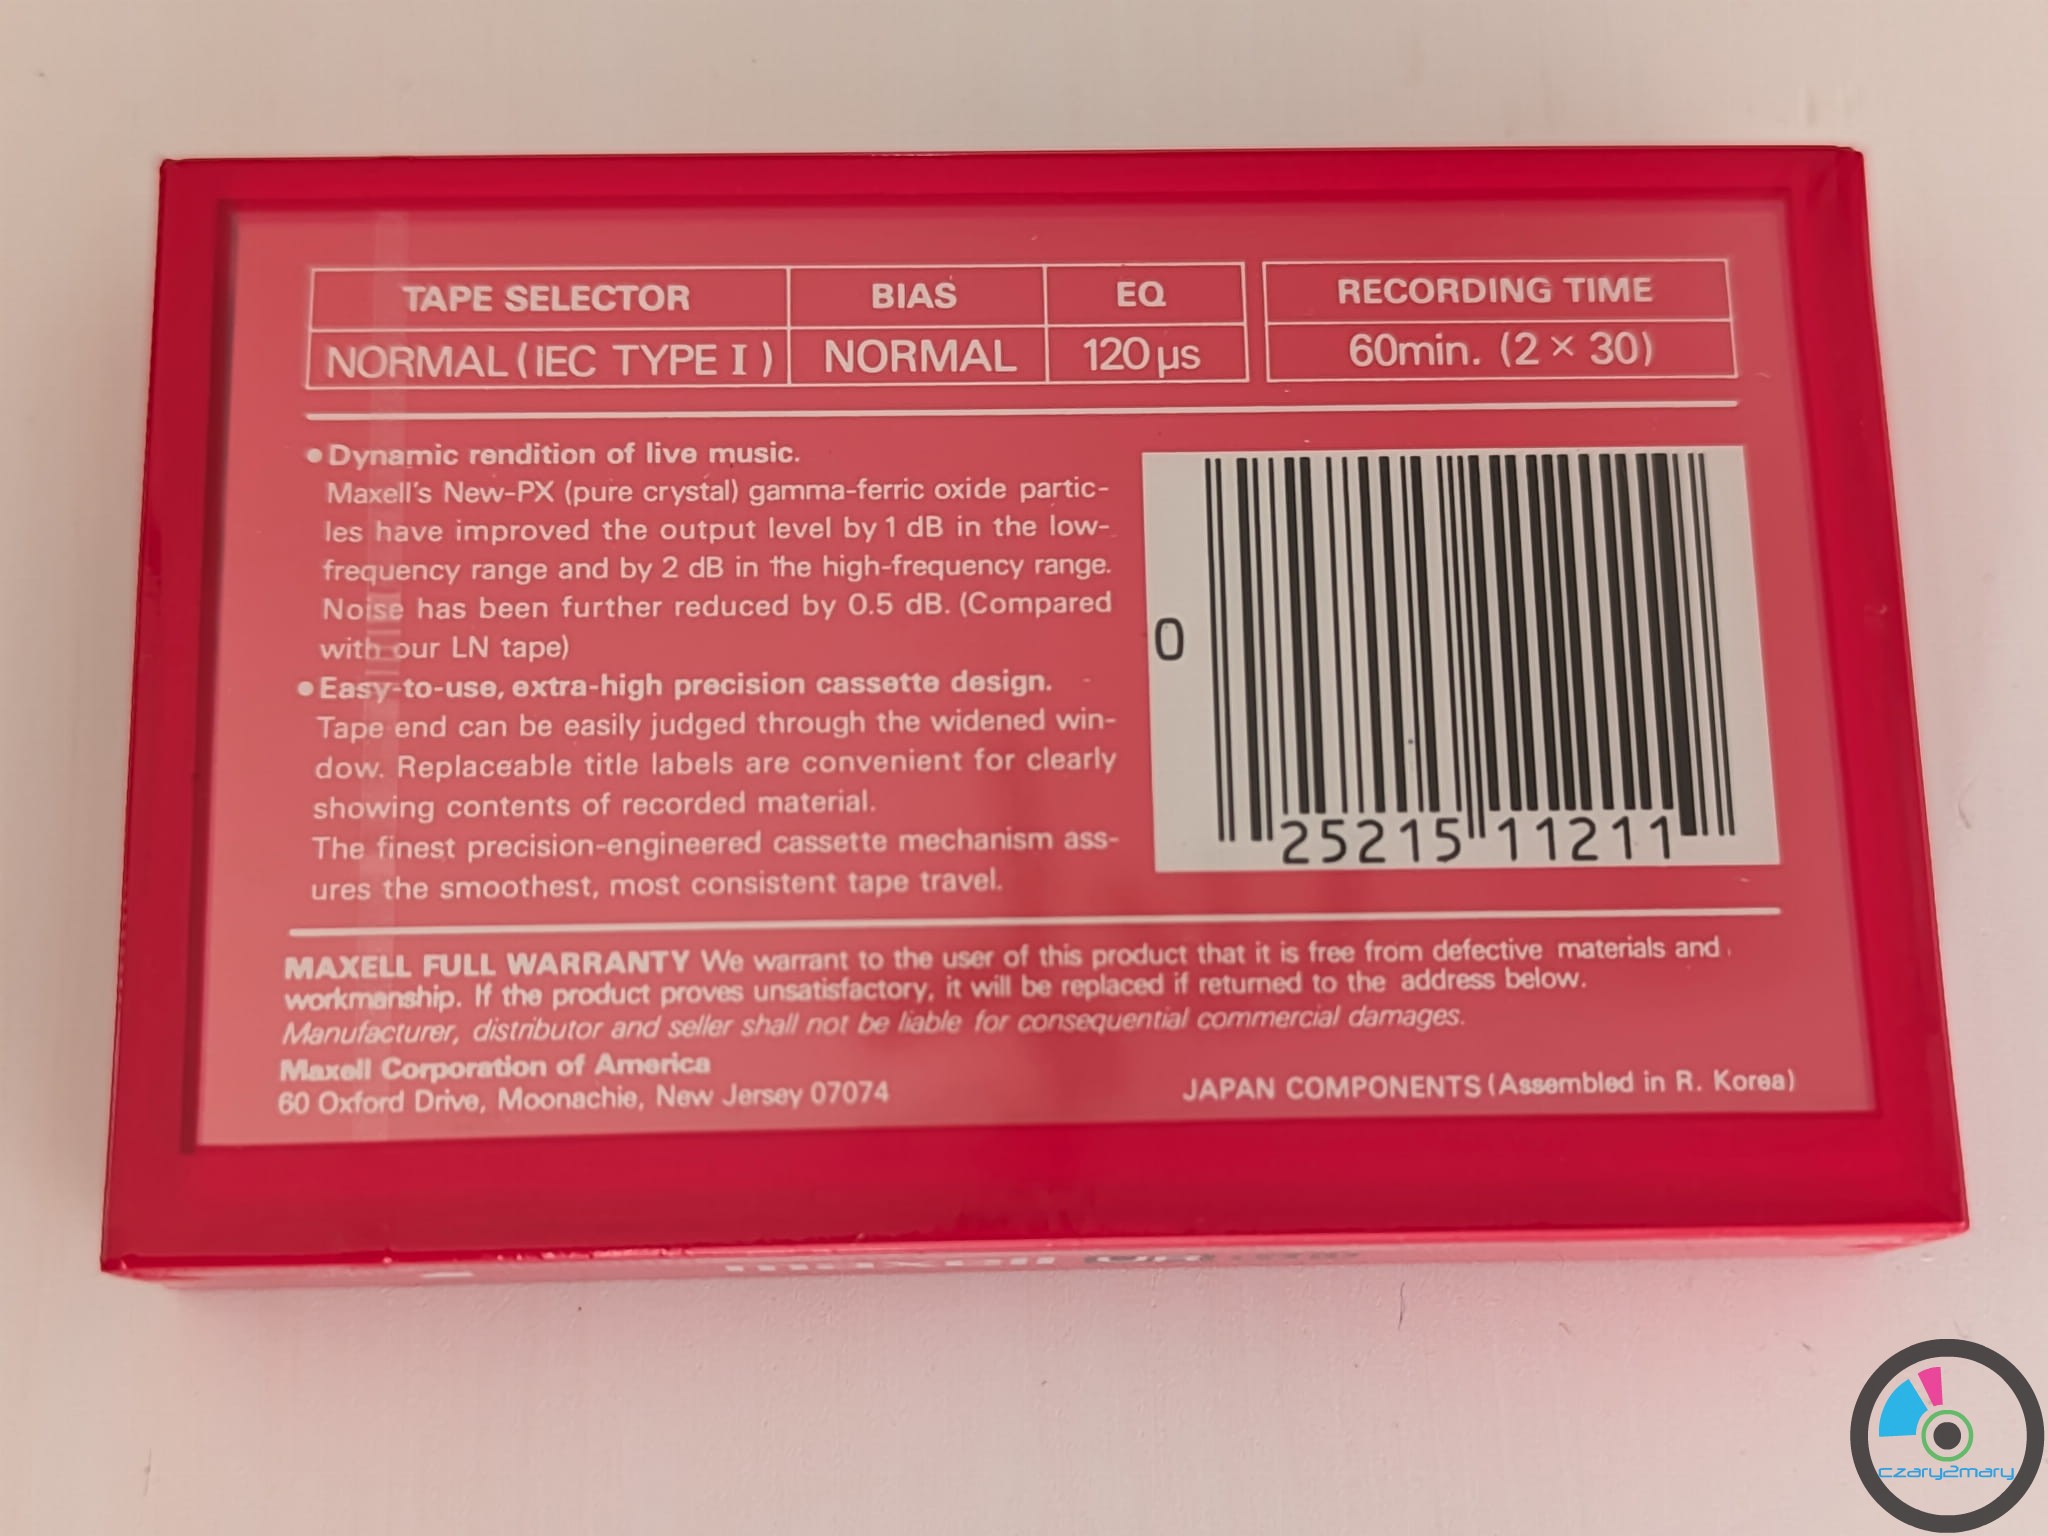 TAPE SELECTOR BIAS EQ RECORDING TIME
NORMAL (IEC TYPE I) NORMAL 120 µs 60min. (2 × 30)
●Dynamic rendition of live music.
Maxell's New-PX (pure crystal) gamma-ferric oxide partic-
les have improved the output level by 1 dB in the low-
frequency range and by 2 dB in the high-frequency range.
Noise has been further reduced by 0.5 dB. (Compared
with our LN tape)
●Easy-to-use, extra-high precision cassette design.
Tape end can be easily judged through the widened win-
dow. Replaceable title labels are convenient for clearly
showing contents of recorded material.
The finest precision-engineered cassette mechanism ass-
ures the smoothest, most consistent tape travel.
0 25215 11211
MAXELL FULL WARRANTY We warrant to the user of this product that it is free from defective materials and
workmanship. If the product proves unsatisfactory, it will be replaced if returned to the address below.
Manufacturer, distributor and seller shall not be liable for consequential commercial damages.
Maxell Corporation of America
60 Oxford Drive, Moonachie, New Jersey 07074
JAPAN COMPONENTS (Assembled in R. Korea)
maxell
czary2mary